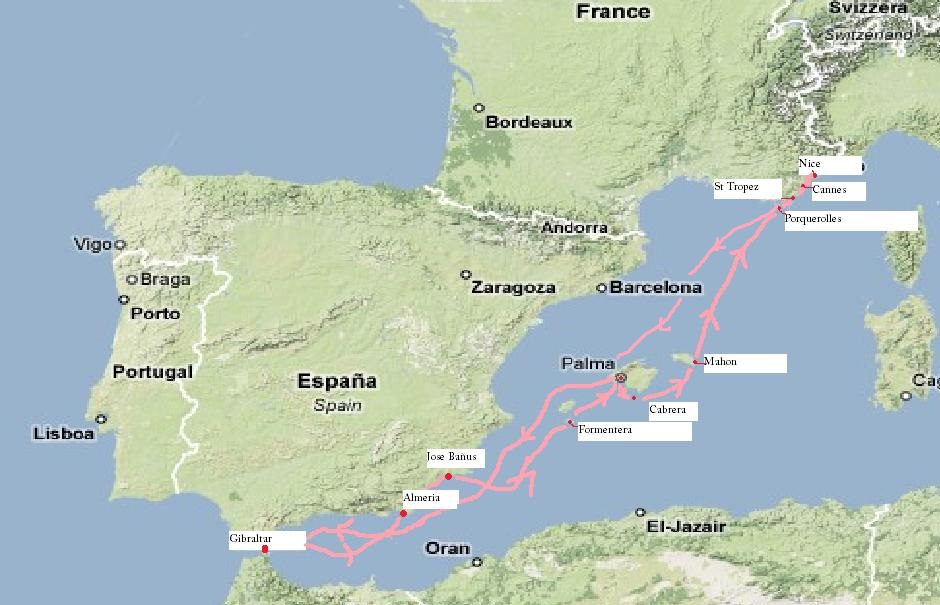 France
Svizzera
Switzerland
Bordeaux
Nice
St Tropez
Cannes
Porquerolles
Andorra
Vigo
Braga
Zaragoza
Barcelona
Porto
Palma
Mahon
Portugal
España
Spain
Cag
Cabrera
Lisboa
Formentera
Jose Bañus
Almeria
El-Jazair
Gibraltar
Oran